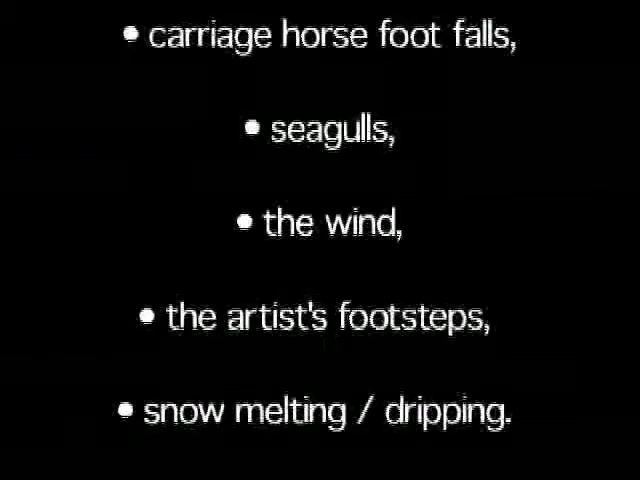 • carriage horse foot falls,
• seagulls,
• the wind,
• the artist's footsteps,
• snow melting / dripping.